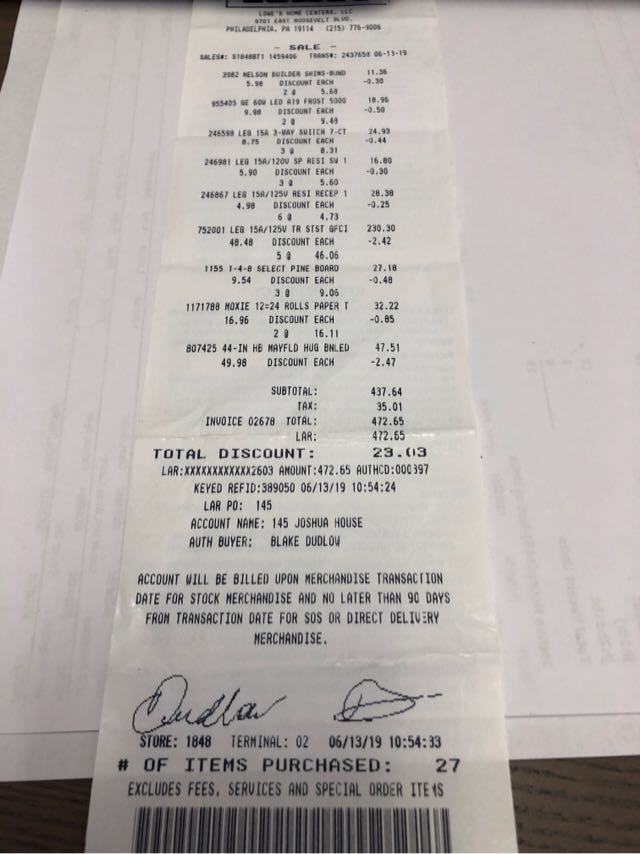 LOWE'S HOME CENTERS, LLC
9701 EAST ROOSEVELT BLVD.
PHILADELPHIA, PA 19114 (215) 776-9006
- SALE -
SALES#: S1848BT1 1459406 TRANS#: 2437658 06-13-19
3982 NELSON BUILDER SHIMS-BUND 11.36
5.98 DISCOUNT EACH -0.30
2 @ 5.68
955405 GE 60W LED A19 FROST 5000 18.96
9.98 DISCOUNT EACH -0.50
2 @ 9.48
246598 LEG 15A 3-WAY SWITCH 7-CT 24.93
8.75 DISCOUNT EACH -0.44
3 @ 8.31
246981 LEG 15A/120V SP RESI SW 1 16.80
5.90 DISCOUNT EACH -0.30
3 @ 5.60
246867 LEG 15A/125V RESI RECEP 1 28.38
4.98 DISCOUNT EACH -0.25
6 @ 4.73
752001 LEG 15A/125V TR STST GFCI 230.30
48.48 DISCOUNT EACH -2.42
5 @ 46.06
1155 1-4-8 SELECT PINE BOARD 27.18
9.54 DISCOUNT EACH -0.48
3 @ 9.06
1171788 MOXIE 12=24 ROLLS PAPER T 32.22
16.96 DISCOUNT EACH -0.85
2 @ 16.11
807425 44-IN HB MAYFLD HUG BNLED 47.51
49.98 DISCOUNT EACH -2.47
SUBTOTAL: 437.64
TAX: 35.01
INVOICE 02678 TOTAL: 472.65
LAR: 472.65
TOTAL DISCOUNT: 23.03
LAR:XXXXXXXXXXXX2603 AMOUNT:472.65 AUTHCD:000397
KEYED REFID:389050 06/13/19 10:54:24
LAR PO: 145
ACCOUNT NAME: 145 JOSHUA HOUSE
AUTH BUYER: BLAKE DUDLOW
ACCOUNT WILL BE BILLED UPON MERCHANDISE TRANSACTION
DATE FOR STOCK MERCHANDISE AND NO LATER THAN 90 DAYS
FROM TRANSACTION DATE FOR SOS OR DIRECT DELIVERY
MERCHANDISE.
Dudlow
STORE: 1848 TERMINAL: 02 06/13/19 10:54:33
# OF ITEMS PURCHASED: 27
EXCLUDES FEES, SERVICES AND SPECIAL ORDER ITEMS